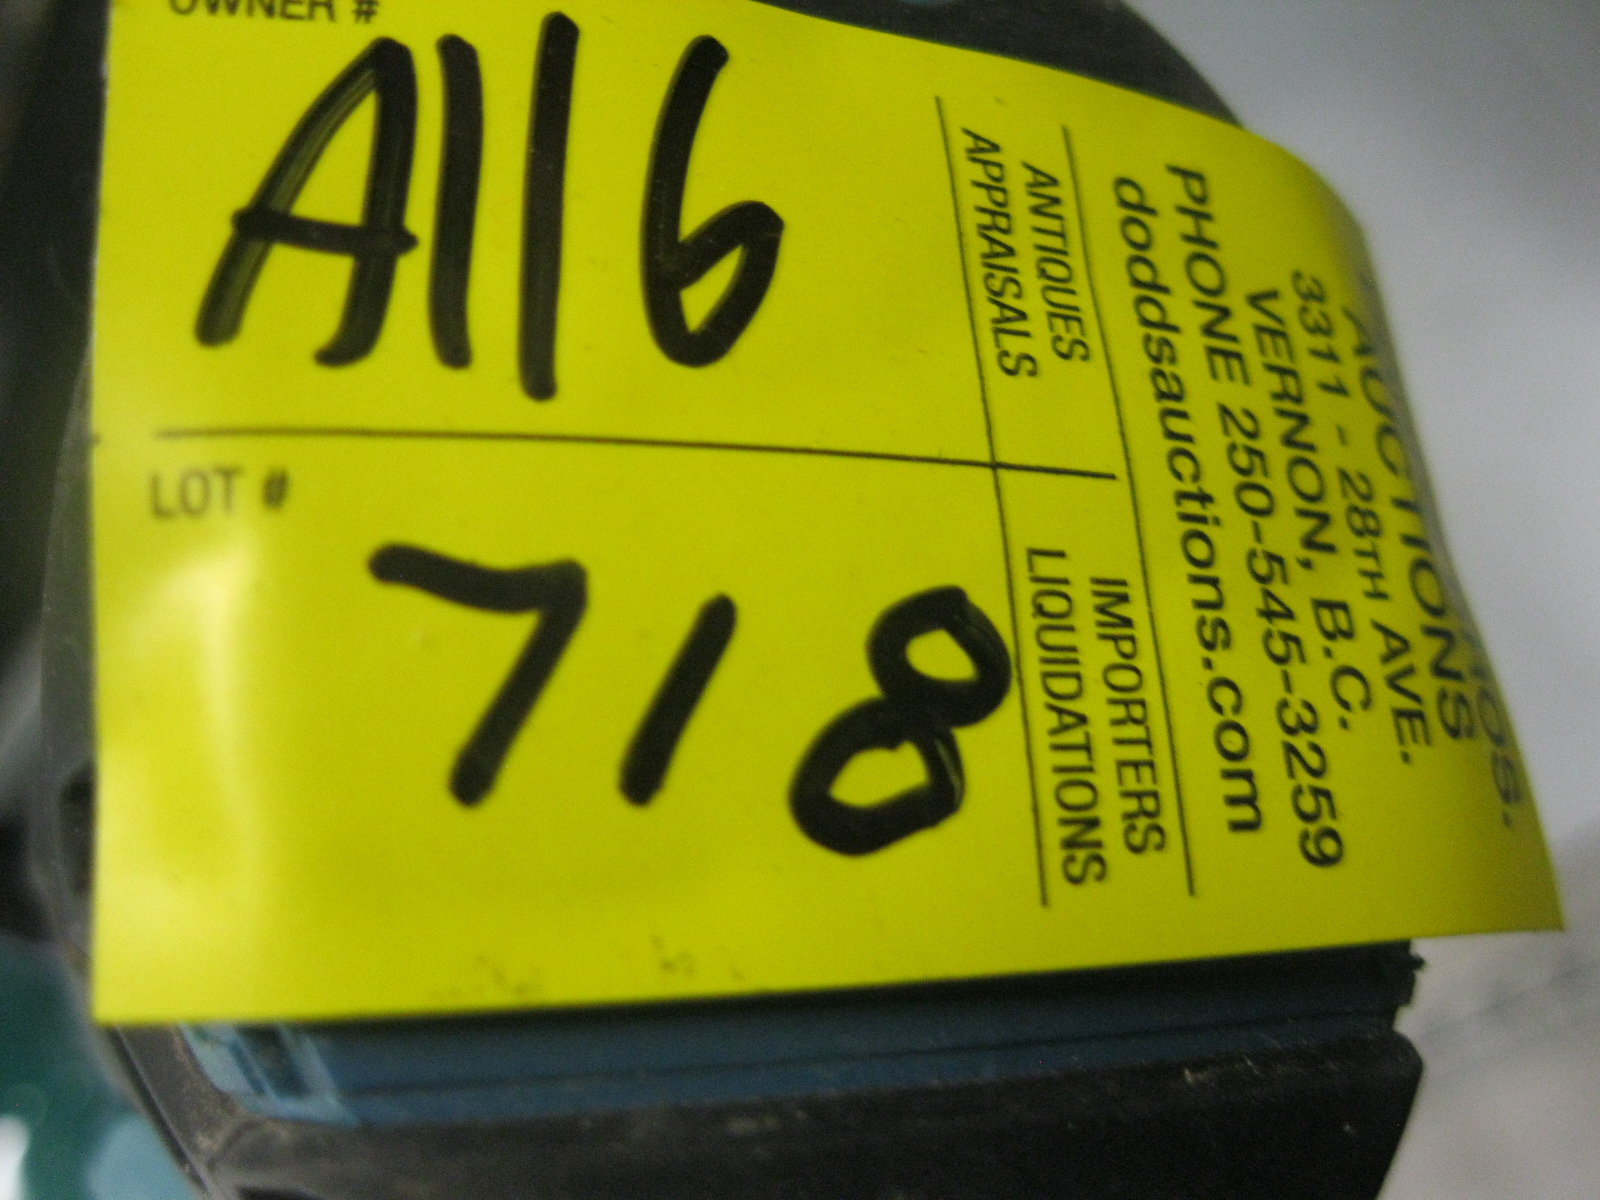 OWNER #
A116
LOT #
718
AUCTIONS
3311 - 28TH AVE.
VERNON, B.C.
PHONE 250-545-3259
doddsauctions.com
ANTIQUES IMPORTERS
APPRAISALS LIQUIDATIONS